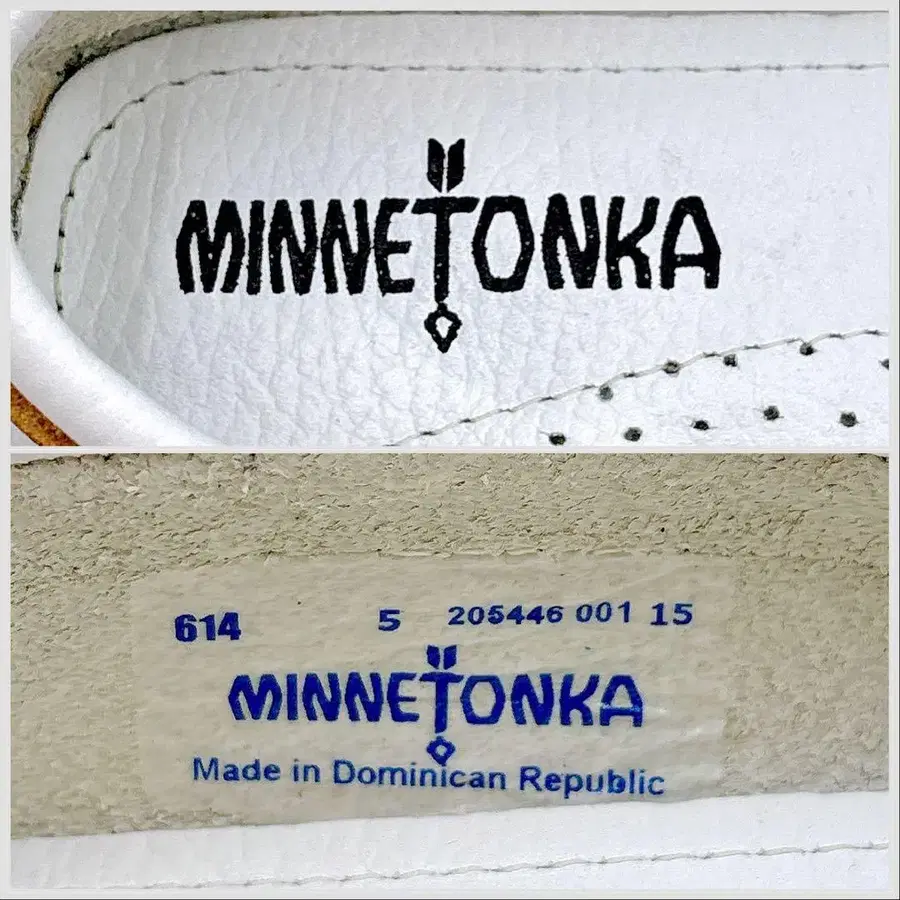 MINNETONKA
614 5 205446 001 15
MINNETONKA
Made in Dominican Republic